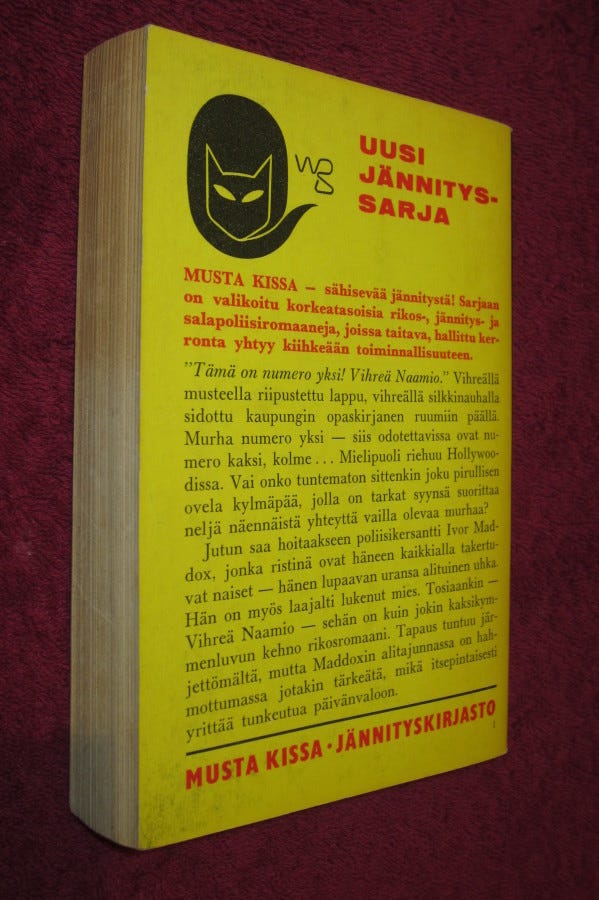 UUSI
JÄNNITYS-
SARJA
MUSTA KISSA — sähisevää jännitystä! Sarjaan
on valikoitu korkeatasoisia rikos-, jännitys- ja
salapoliisiromaaneja, joissa taitava, hallittu ker-
ronta yhtyy kiihkeään toiminnallisuuteen.
"Tämä on numero yksi! Vihreä Naamio." Vihreällä
musteella riipustettu lappu, vihreällä silkkinauhalla
sidottu kaupungin opaskirjanen ruumiin päällä.
Murha numero yksi — siis odotettavissa ovat nu-
mero kaksi, kolme... Mielipuoli riehuu Hollywoo-
dissa. Vai onko tuntematon sittenkin joku pirullisen
ovela kylmäpää, jolla on tarkat syynsä suorittaa
neljä näennäistä yhteyttä vailla olevaa murhaa?
Jutun saa hoitaakseen poliisikersantti Ivor Mad-
dox, jonka ristinä ovat häneen kaikkialla takertu-
vat naiset — hänen lupaavan uransa alituinen uhka.
Hän on myös laajalti lukenut mies. Tosiaankin —
Vihreä Naamio — sehän on kuin jokin kaksikym-
menluvun kehno rikosromaani. Tapaus tuntuu jär-
jettömältä, mutta Maddoxin alitajunnassa on hah-
mottumassa jotakin tärkeätä, mikä itsepintaisesti
yrittää tunkeutua päivänvaloon.
MUSTA KISSA · JÄNNITYSKIRJASTO